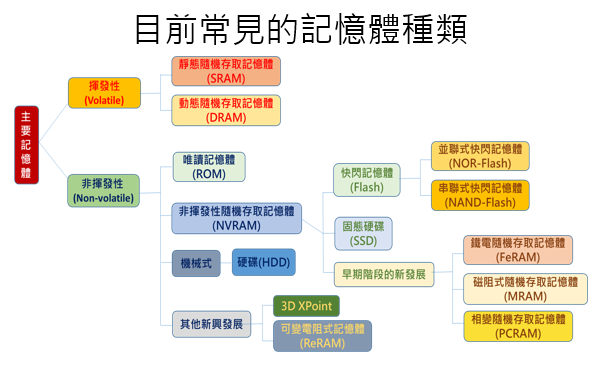 目前常見的記憶體種類
主
要
記
憶
體
揮發性
(Volatile)
靜態隨機存取記憶體
(SRAM)
動態隨機存取記憶體
(DRAM)
非揮發性
(Non-volatile)
唯讀記憶體
(ROM)
非揮發性隨機存取記憶體
(NVRAM)
快閃記憶體
(Flash)
並聯式快閃記憶體
(NOR-Flash)
串聯式快閃記憶體
(NAND-Flash)
固態硬碟
(SSD)
早期階段的新發展
鐵電隨機存取記憶體
(FeRAM)
磁阻式隨機存取記憶體
(MRAM)
相變隨機存取記憶體
(PCRAM)
機械式
硬碟(HDD)
其他新興發展
3D XPoint
可變電阻式記憶體
(ReRAM)